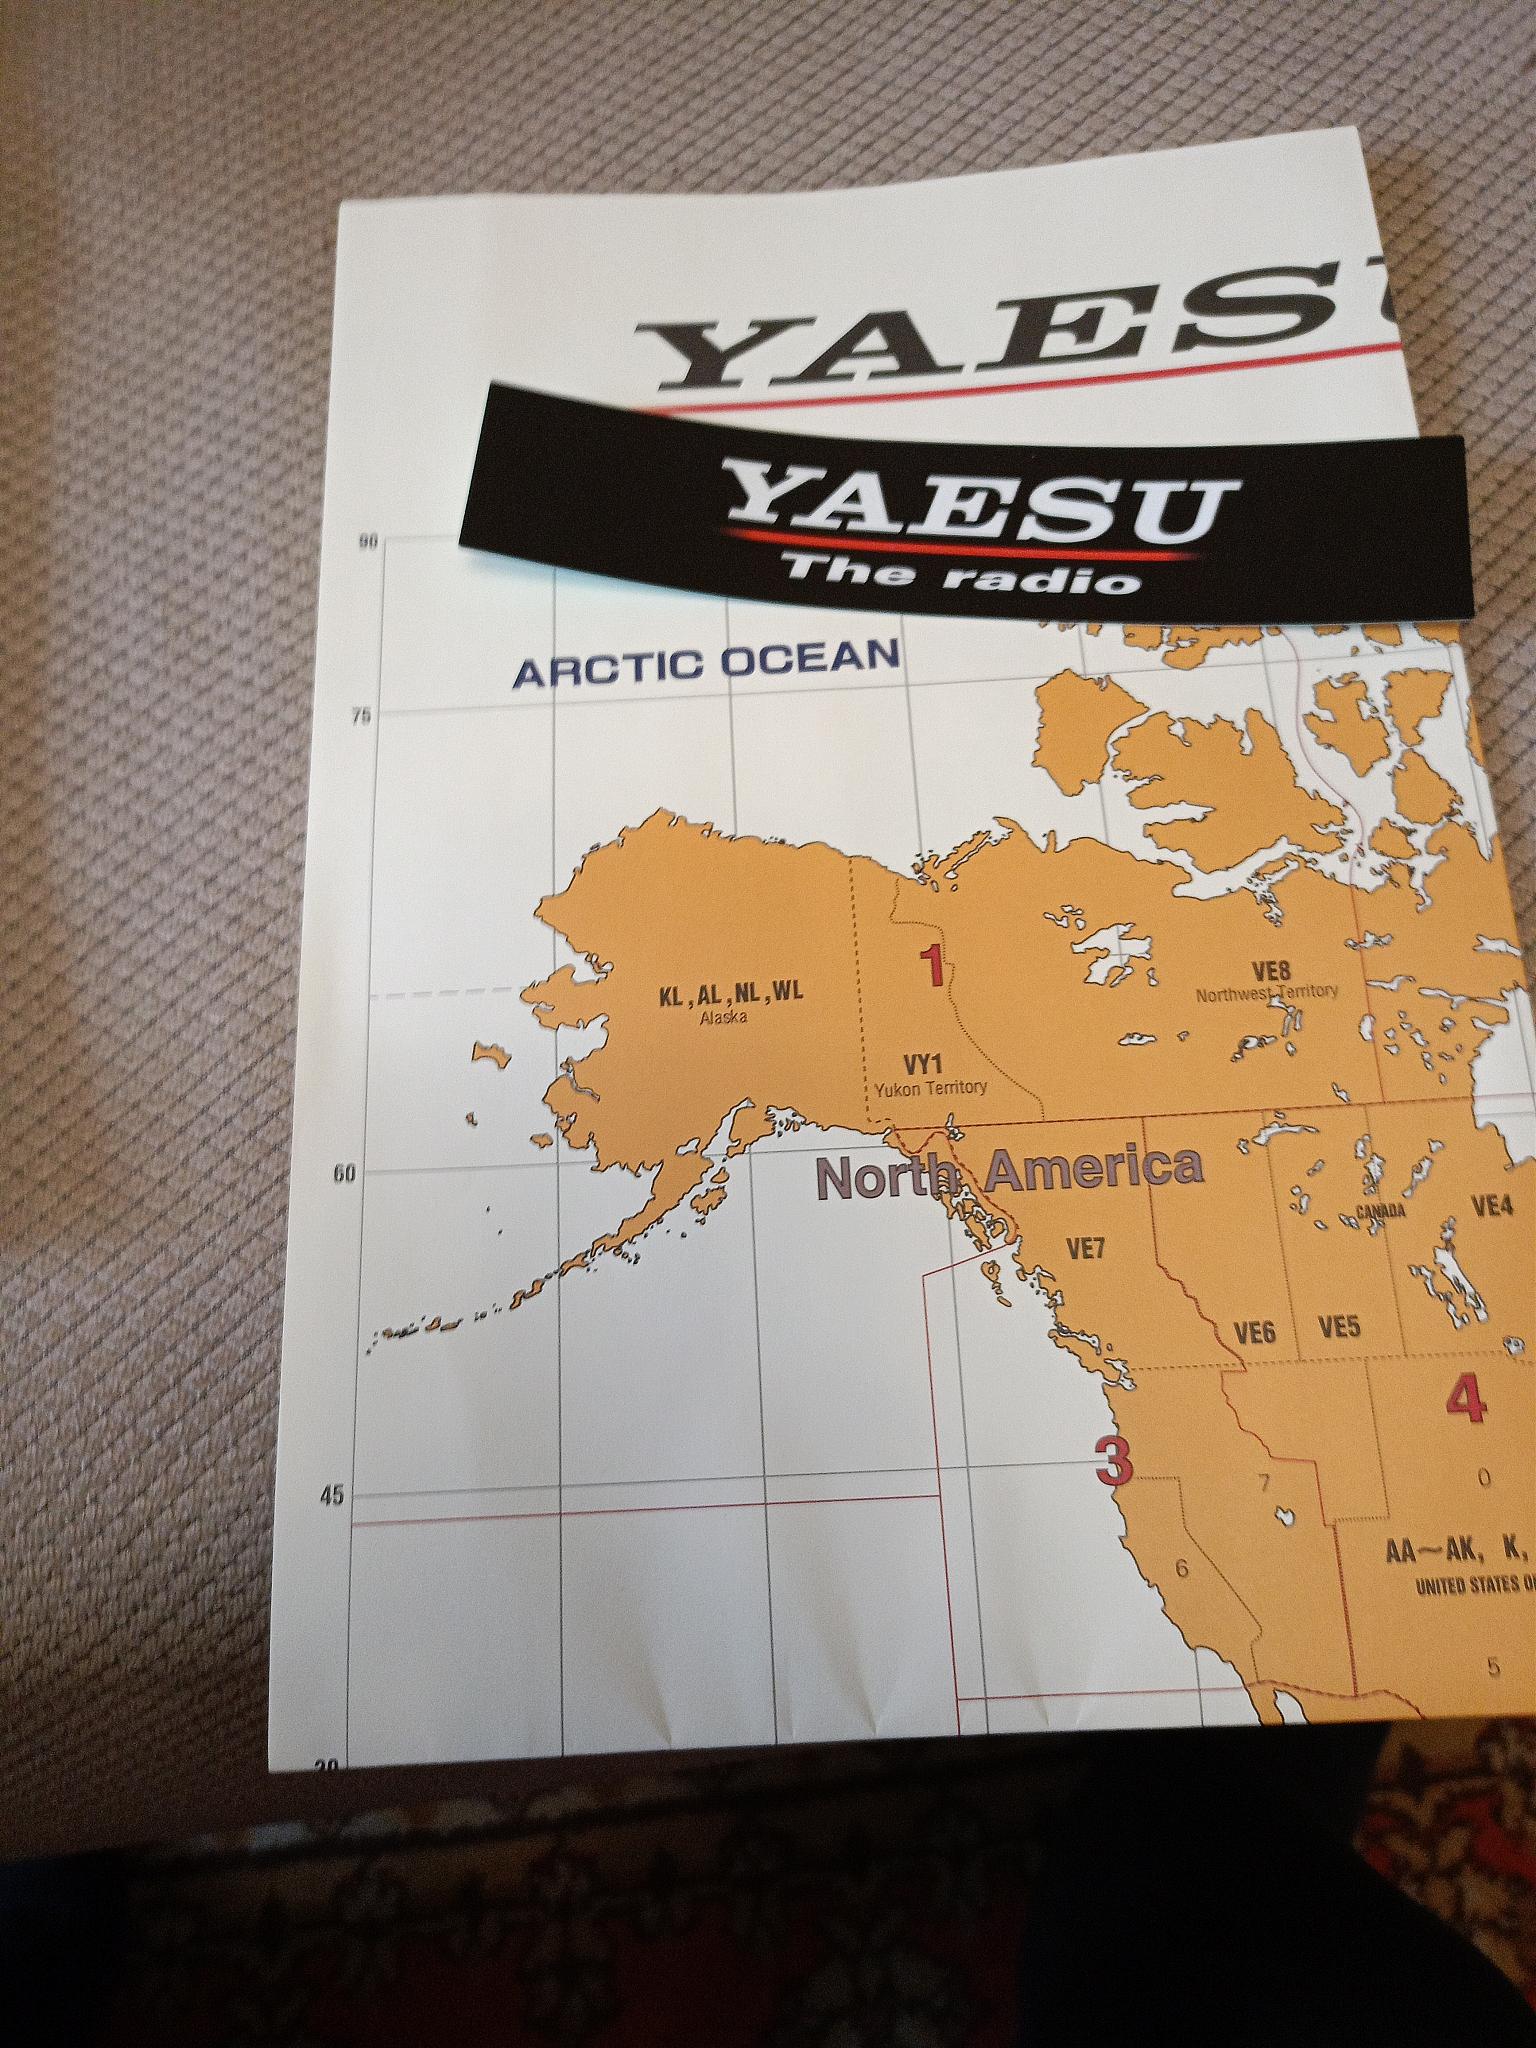 YAES
YAESU
The radio
90
ARCTIC OCEAN
75
1
VE8
Northwest Territory
KL,AL,NL,WL
Alaska
VY1
Yukon Territory
60
North America
CANADA
VE4
VE7
VE6
VE5
4
3
45
7
0
AA~AK, K,
6
UNITED STATES
5